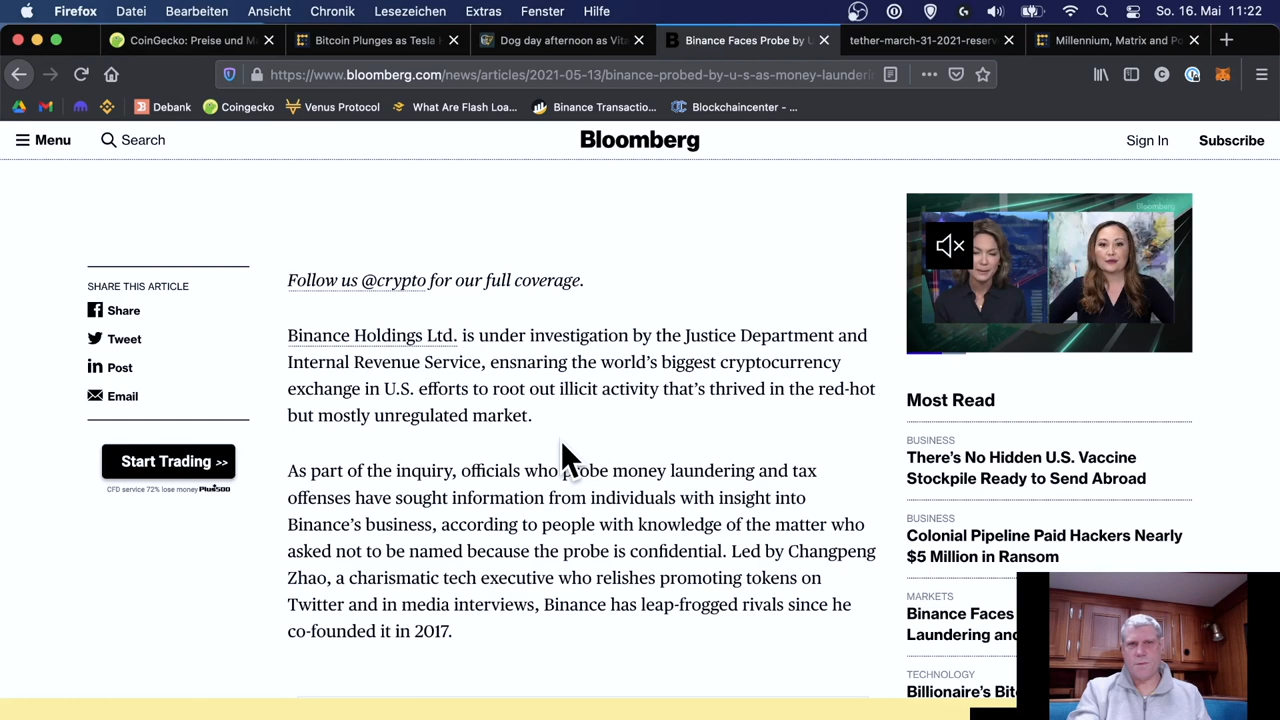 Firefox Datei Bearbeiten Ansicht Chronik Lesezeichen Extras Fenster Hilfe So. 16. Mai 11:22
CoinGecko: Preise und M
Bitcoin Plunges as Tesla H
Dog day afternoon as Vita
Binance Faces Probe by U
tether-march-31-2021-reserv
Millennium, Matrix and Po
https://www.bloomberg.com/news/articles/2021-05-13/binance-probed-by-u-s-as-money-launderin
Debank Coingecko Venus Protocol What Are Flash Loa... Binance Transactio... Blockchaincenter - ...
Menu Search Bloomberg Sign In Subscribe
SHARE THIS ARTICLE
Share
Tweet
Post
Email
Start Trading >>
CFD service 72% lose money Plus500
Follow us @crypto for our full coverage.
Binance Holdings Ltd. is under investigation by the Justice Department and
Internal Revenue Service, ensnaring the world’s biggest cryptocurrency
exchange in U.S. efforts to root out illicit activity that’s thrived in the red-hot
but mostly unregulated market.
As part of the inquiry, officials who probe money laundering and tax
offenses have sought information from individuals with insight into
Binance’s business, according to people with knowledge of the matter who
asked not to be named because the probe is confidential. Led by Changpeng
Zhao, a charismatic tech executive who relishes promoting tokens on
Twitter and in media interviews, Binance has leap-frogged rivals since he
co-founded it in 2017.
Bloomberg
Most Read
BUSINESS
There’s No Hidden U.S. Vaccine
Stockpile Ready to Send Abroad
BUSINESS
Colonial Pipeline Paid Hackers Nearly
$5 Million in Ransom
MARKETS
Binance Faces
Laundering and
TECHNOLOGY
Billionaire’s Bit